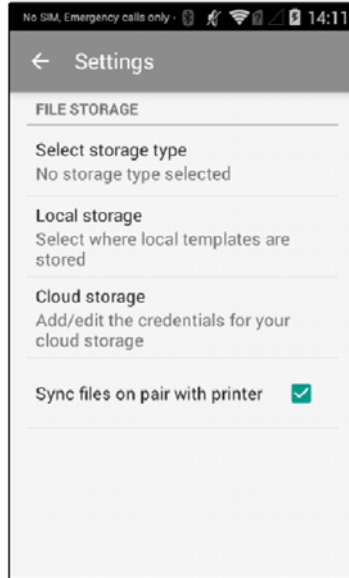 No SIM, Emergency calls only · 14:11
Settings
FILE STORAGE
Select storage type
No storage type selected
Local storage
Select where local templates are
stored
Cloud storage
Add/edit the credentials for your
cloud storage
Sync files on pair with printer